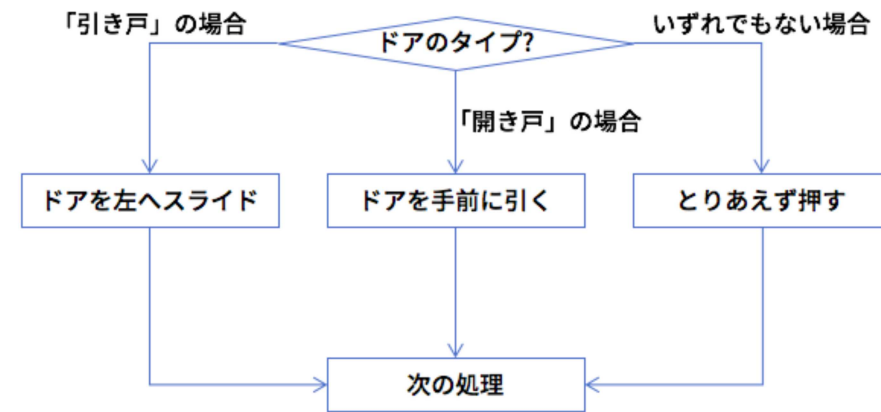 「引き戸」の場合
ドアのタイプ?
いずれでもない場合
「開き戸」の場合
ドアを左へスライド
ドアを手前に引く
とりあえず押す
次の処理